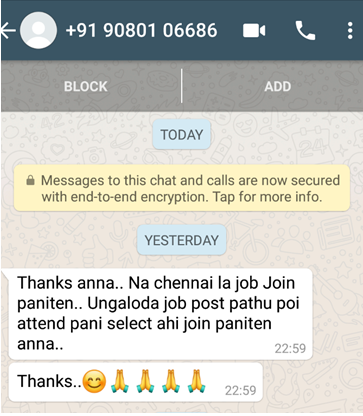 +91 90801 06686
BLOCK
ADD
TODAY
Messages to this chat and calls are now secured
with end-to-end encryption. Tap for more info.
YESTERDAY
Thanks anna.. Na chennai la job Join
paniten.. Ungaloda job post pathu poi
attend pani select ahi join paniten
anna..
22:59
Thanks..😊🙏🙏🙏🙏
22:59